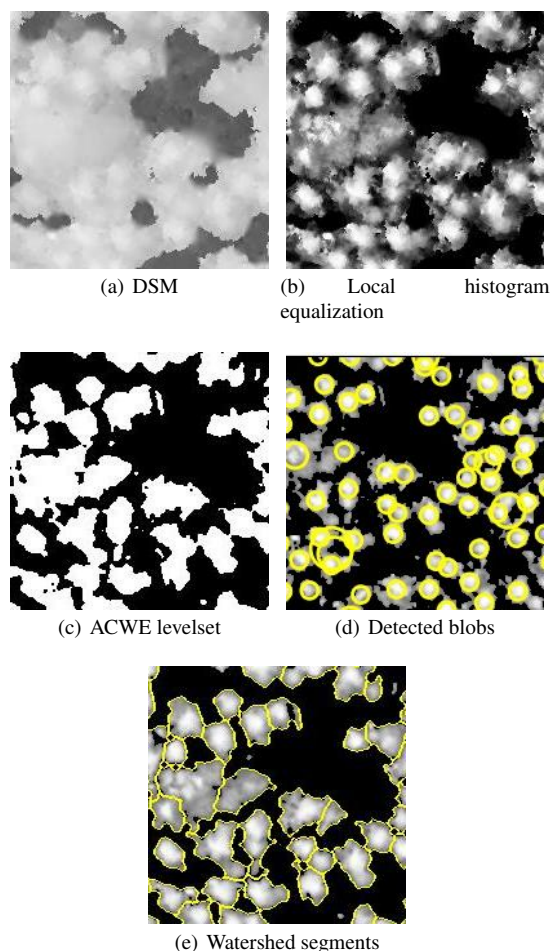 (a) DSM
(b) Local histogram
equalization
(c) ACWE levelset
(d) Detected blobs
(e) Watershed segments